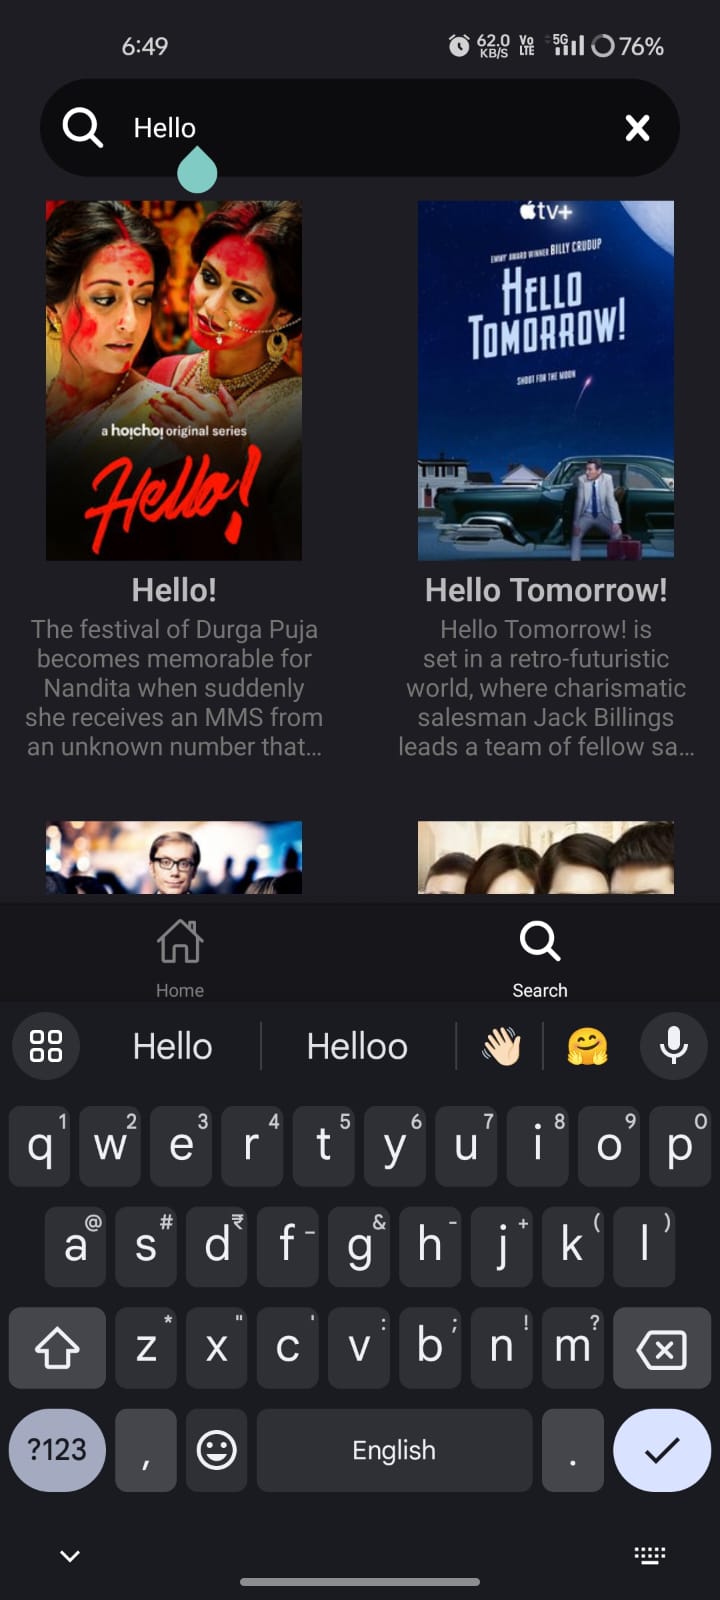 6:49
62.0 KB/S Vo LTE 5G 76%
Hello
a hoichoi original series
Hello!
tv+
EMMY AWARD WINNER BILLY CRUDUP
HELLO
TOMORROW!
SHOOT FOR THE MOON
Hello!
The festival of Durga Puja
becomes memorable for
Nandita when suddenly
she receives an MMS from
an unknown number that...
Hello Tomorrow!
Hello Tomorrow! is
set in a retro-futuristic
world, where charismatic
salesman Jack Billings
leads a team of fellow sa...
Home
Search
Hello Helloo 👋🏻 🤗
1 2 3 4 5 6 7 8 9 0
q w e r t y u i o p
@ # ₹ _ & - + ( )
a s d f g h j k l
* " ' : ; ! ?
z x c v b n m
?123 , English .